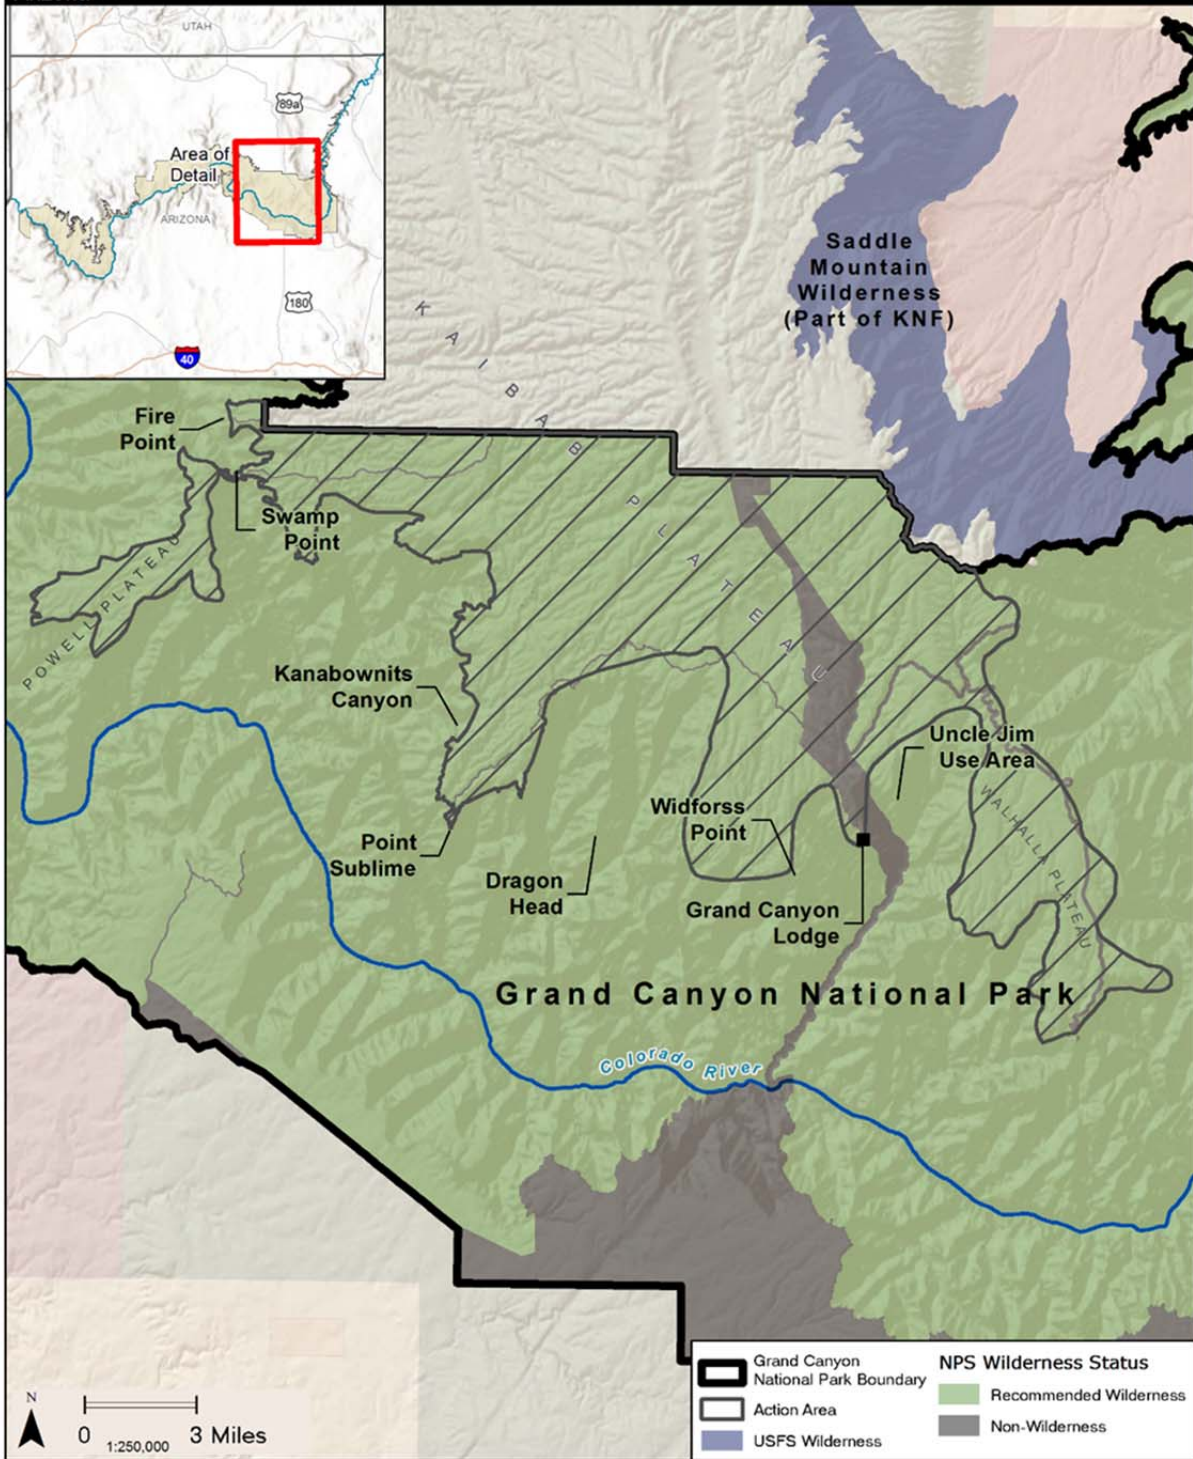 UTAH
89a
Area of
Detail
ARIZONA
180
40
Saddle
Mountain
Wilderness
(Part of KNF)
KAIBAB PLATEAU
Fire
Point
Swamp
Point
POWELL PLATEAU
Kanabownits
Canyon
Uncle Jim
Use Area
WALHALLA PLATEAU
Widforss
Point
Point
Sublime
Dragon
Head
Grand Canyon
Lodge
Grand Canyon National Park
Colorado River
N
0 3 Miles
1:250,000
Grand Canyon
National Park Boundary
Action Area
USFS Wilderness
NPS Wilderness Status
Recommended Wilderness
Non-Wilderness